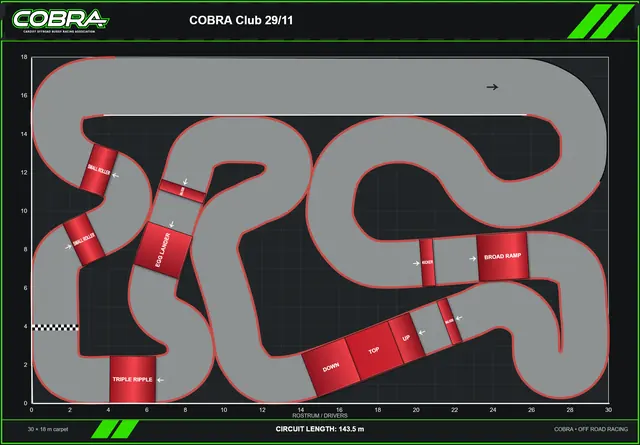 COBRA
CARDIFF OFFROAD BUGGY RACING ASSOCIATION
COBRA Club 29/11
18
16
14
12
10
8
6
4
2
0
SMALL ROLLER
SMALL ROLLER
EGG LANDER
KICKER
BROAD RAMP
DOWN
TOP
UP
TRIPLE RIPPLE
0
2
4
6
8
10
12
14
16
18
20
22
24
26
28
30
ROSTRUM / DRIVERS
30 × 18 m carpet
CIRCUIT LENGTH: 143.5 m
COBRA • OFF ROAD RACING